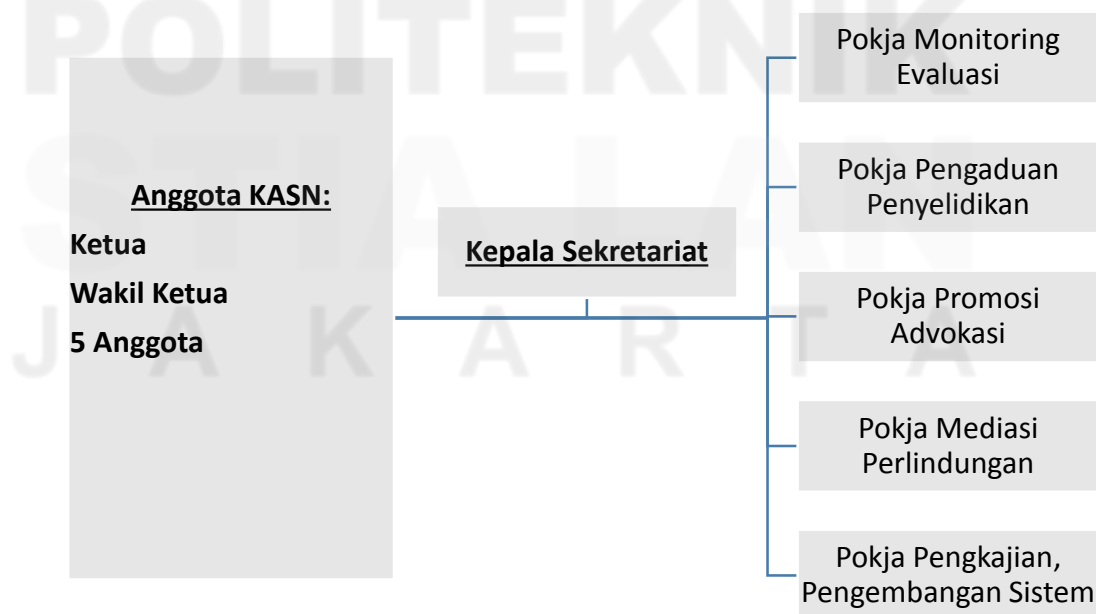 POLITEKNIK
STIA LAN
JAKARTA
Anggota KASN:
Ketua
Wakil Ketua
5 Anggota
Kepala Sekretariat
Pokja Monitoring
Evaluasi
Pokja Pengaduan
Penyelidikan
Pokja Promosi
Advokasi
Pokja Mediasi
Perlindungan
Pokja Pengkajian,
Pengembangan Sistem